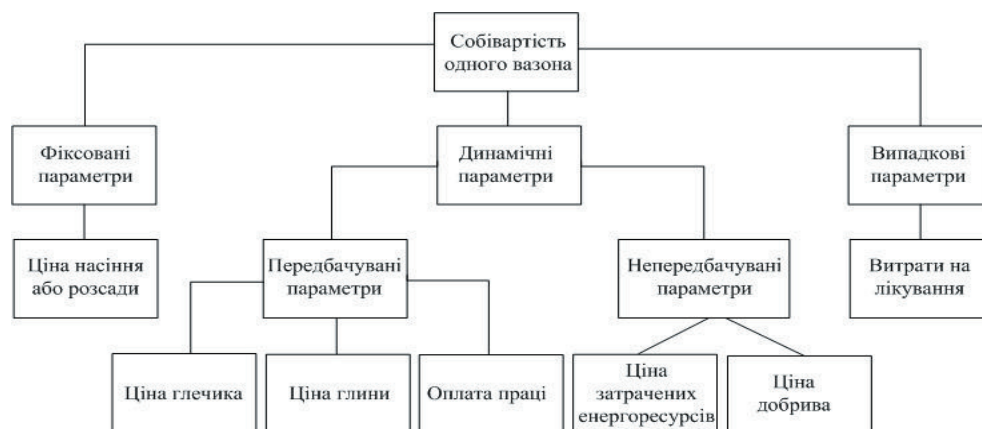 Собівартість
одного вазона
Фіксовані
параметри
Динамічні
параметри
Випадкові
параметри
Ціна насіння
або розсади
Передбачувані
параметри
Непередбачувані
параметри
Витрати на
лікування
Ціна глечика
Ціна глини
Оплата праці
Ціна
затрачених
енергоресурсів
Ціна
добрива